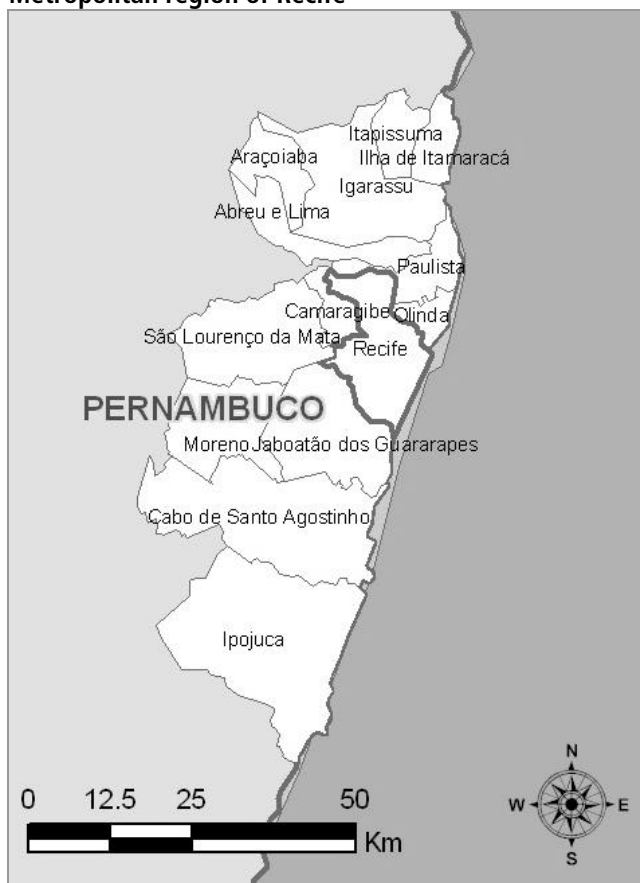 Metropolitan region of Recife
Itapissuma
Araçoiaba
Ilha de Itamaracá
Igarassu
Abreu e Lima
Paulista
Camaragibe
Olinda
São Lourenço da Mata
Recife
PERNAMBUCO
Moreno
Jaboatão dos Guararapes
Cabo de Santo Agostinho
Ipojuca
N
W
E
S
0 12.5 25 50
Km